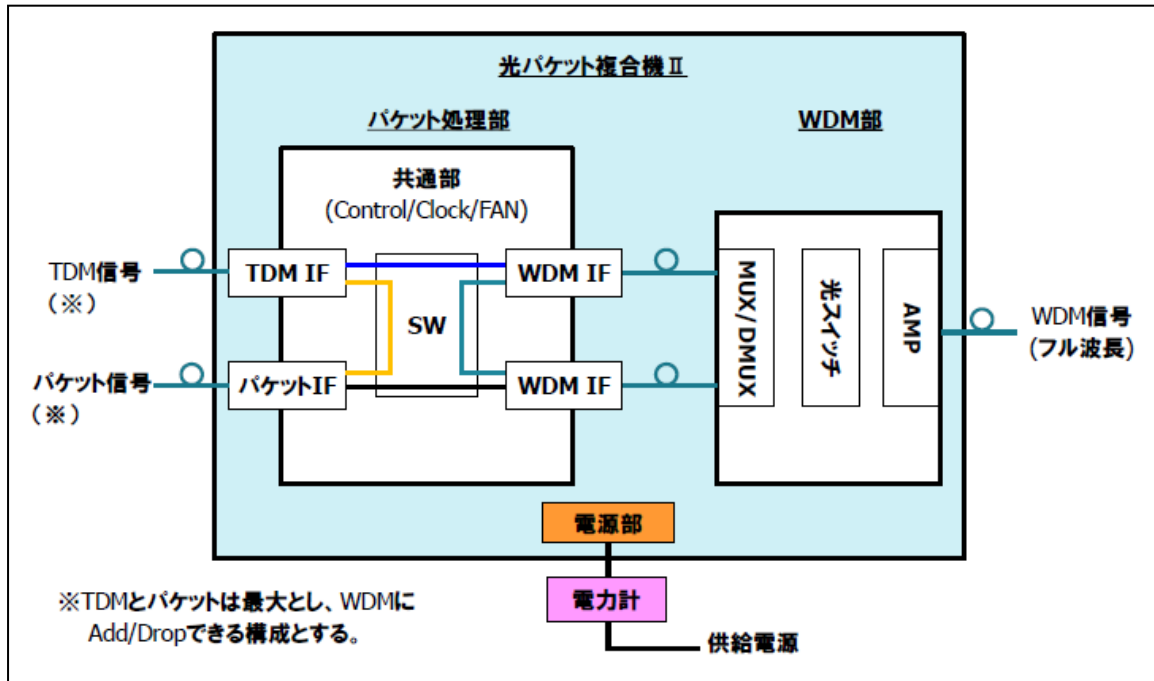 光パケット複合機Ⅱ
パケット処理部
WDM部
共通部
(Control/Clock/FAN)
TDM信号
(※)
TDM IF
WDM IF
SW
パケット信号
(※)
パケットIF
WDM IF
MUX/DMUX
光スイッチ
AMP
WDM信号
(フル波長)
電源部
電力計
供給電源
※TDMとパケットは最大とし、WDMに
Add/Dropできる構成とする。